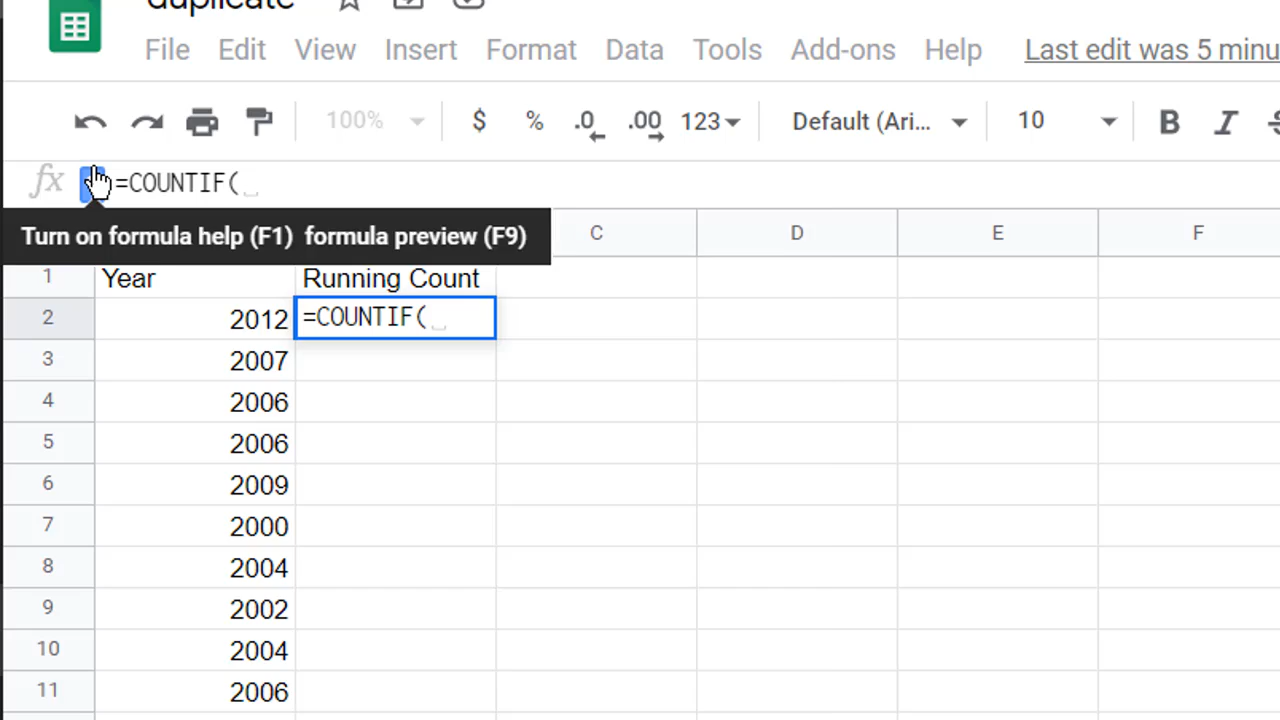 duplicate
File Edit View Insert Format Data Tools Add-ons Help Last edit was 5 minu
100% $ % .0 .00 123 Default (Ari... 10 B I S
fx =COUNTIF(
Turn on formula help (F1) formula preview (F9)
C D E F
1 Year Running Count
2 2012 =COUNTIF(
3 2007
4 2006
5 2006
6 2009
7 2000
8 2004
9 2002
10 2004
11 2006